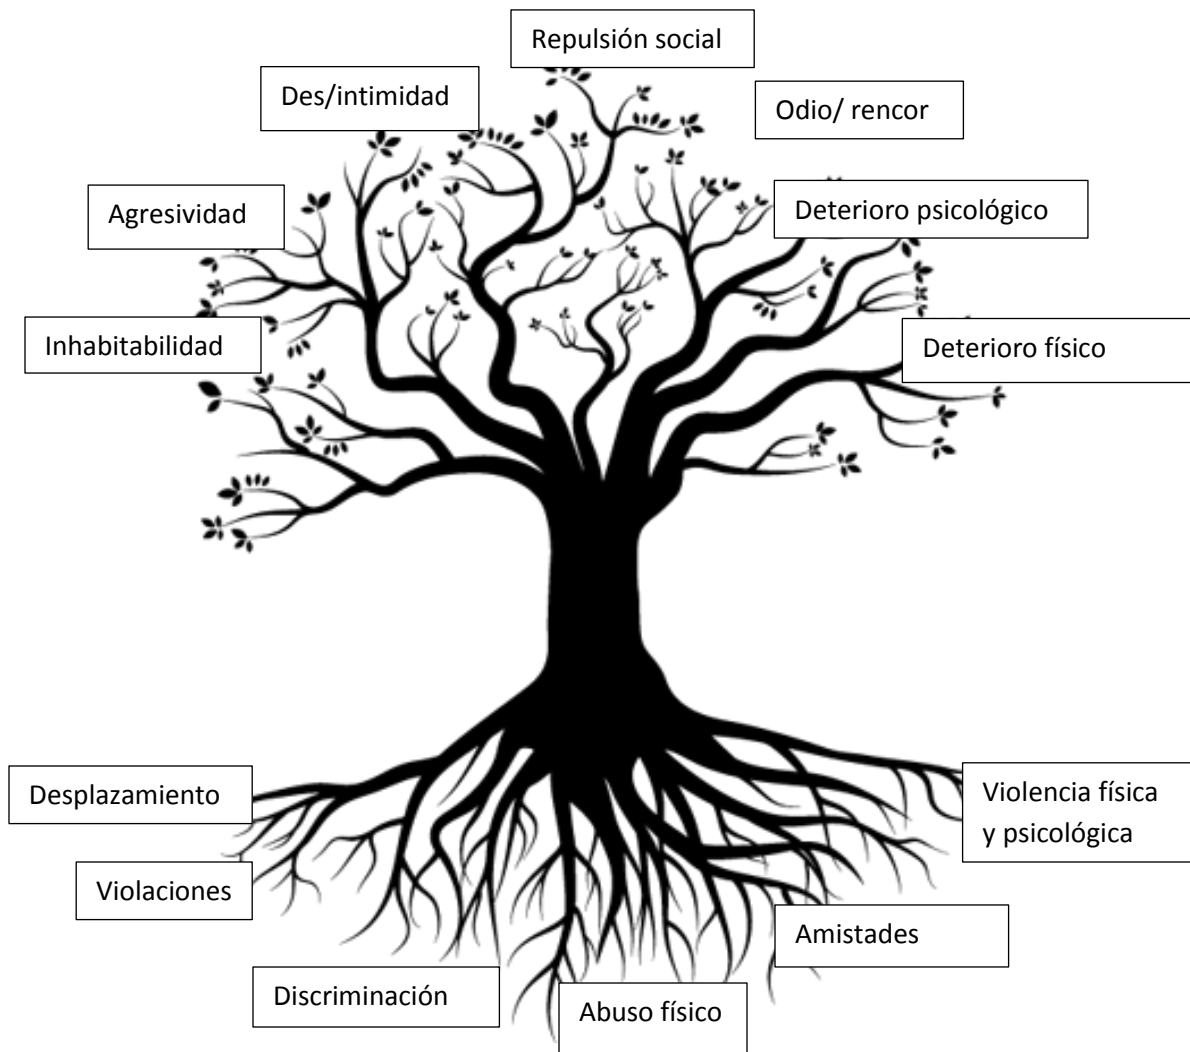 Repulsión social
Des/intimidad
Odio/ rencor
Agresividad
Deterioro psicológico
Inhabitabilidad
Deterioro físico
Desplazamiento
Violencia física
y psicológica
Violaciones
Amistades
Discriminación
Abuso físico